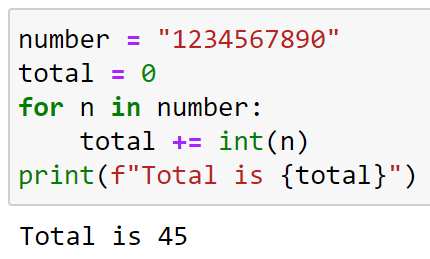 number = "1234567890"
total = 0
for n in number:
    total += int(n)
print(f"Total is {total}")
Total is 45